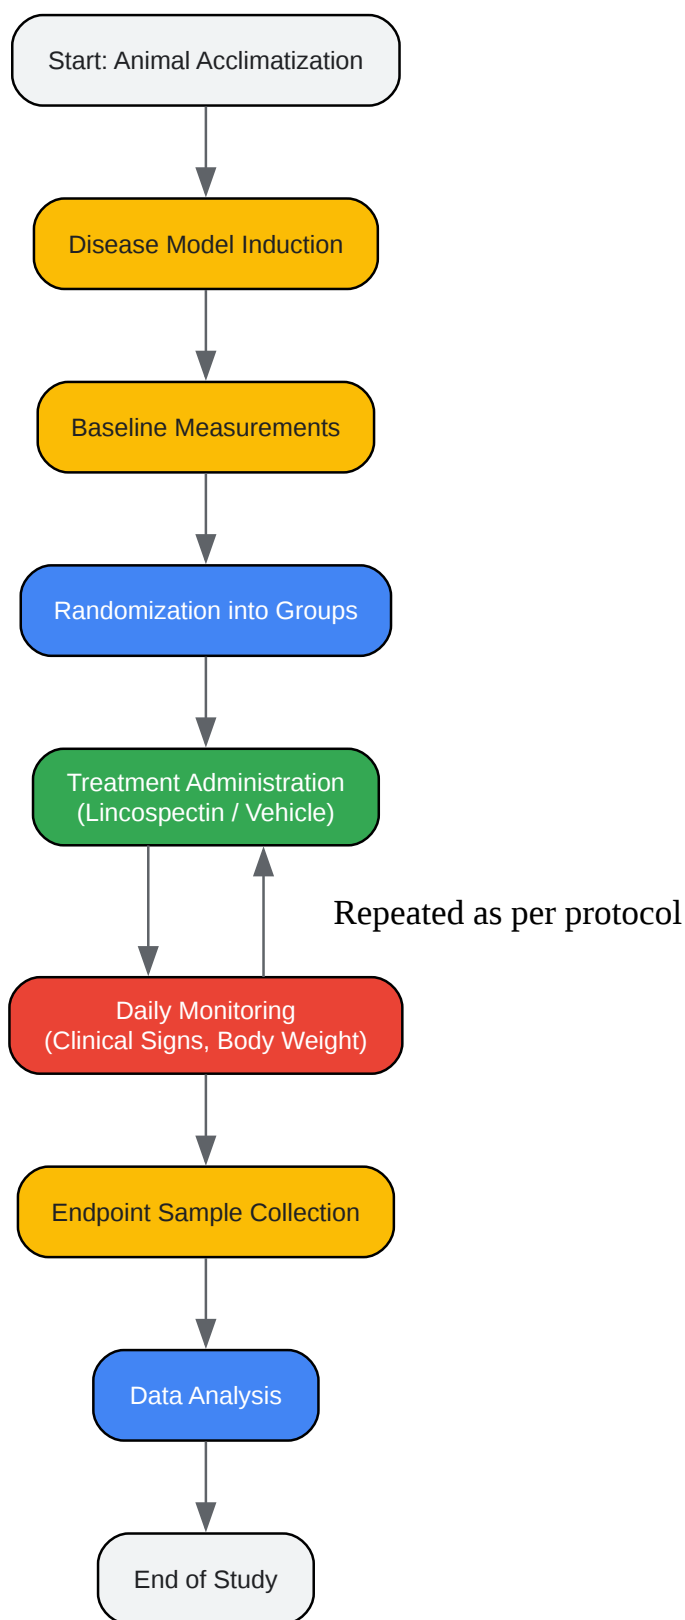 Start: Animal Acclimatization
Disease Model Induction
Baseline Measurements
Randomization into Groups
Treatment Administration
(Lincospectin / Vehicle)
Repeated as per protocol
Daily Monitoring
(Clinical Signs, Body Weight)
Endpoint Sample Collection
Data Analysis
End of Study